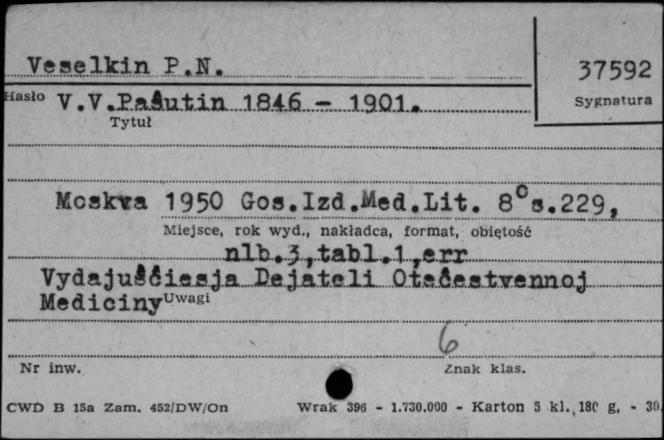 Veselkin P.N.
37592
Hasło V.V.Pašutin 1846 - 1901.
Sygnatura
Tytuł
Moskva 1950 Gos.Izd.Med.Lit. 8°s.229,
Miejsce, rok wyd., nakładca, format, objętość
nlb.3,tabl.1,err
Vydajuščiesja Dejateli Otečestvennoj
Mediciny Uwagi
6
Nr inw. Znak klas.
CWD B 15a Zam. 452/DW/On Wrak 396 - 1.730.000 - Karton 5 kl., 180 g, - 30.